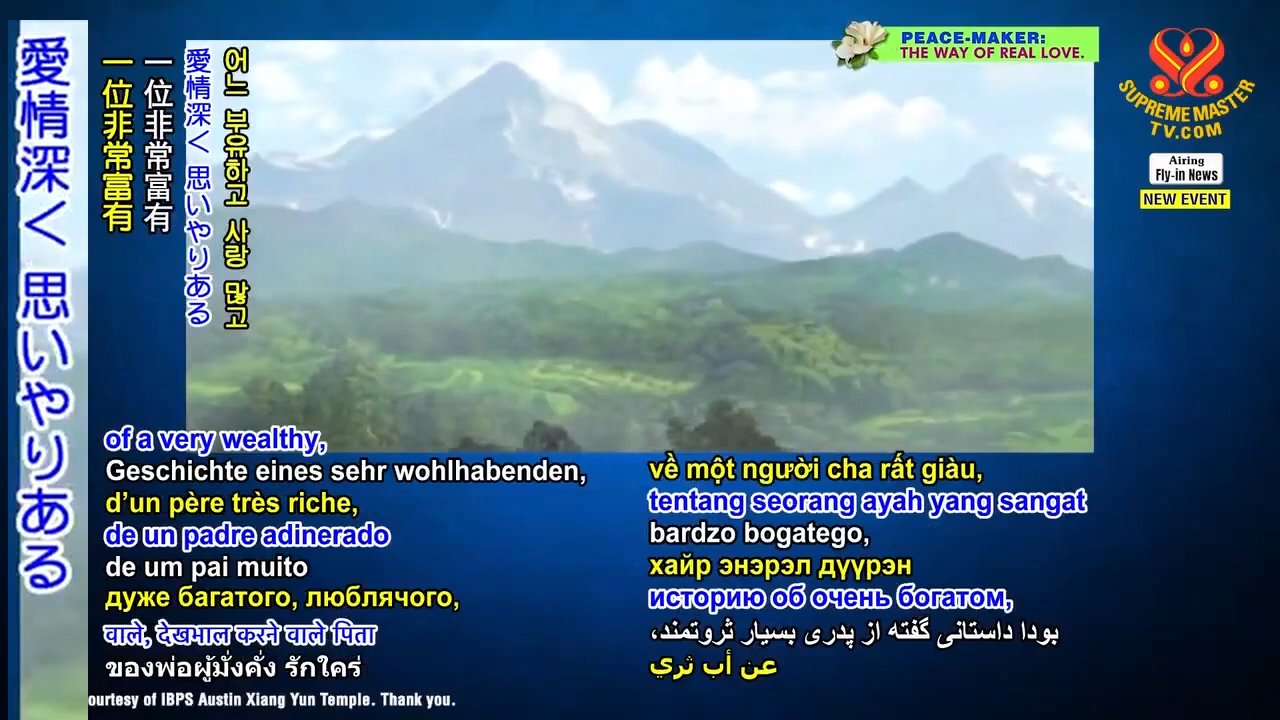 愛情深く 思いやりある
一位非常富有
一位非常富有
愛情深く 思いやりある
어느 부유하고 사랑 많고
PEACE-MAKER:
THE WAY OF REAL LOVE.
SUPREME MASTER
TV.COM
Airing
Fly-in News
NEW EVENT
of a very wealthy,
Geschichte eines sehr wohlhabenden,
d’un père très riche,
de un padre adinerado
de um pai muito
дуже багатого, люблячого,
वाले, देखभाल करने वाले पिता
ของพ่อผู้มั่งคั่ง รักใคร่
về một người cha rất giàu,
tentang seorang ayah yang sangat
bardzo bogatego,
хайр энэрэл дүүрэн
историю об очень богатом,
بودا داستانی گفته از پدری بسیار ثروتمند،
عن أب ثري
ourtesy of IBPS Austin Xiang Yun Temple. Thank you.